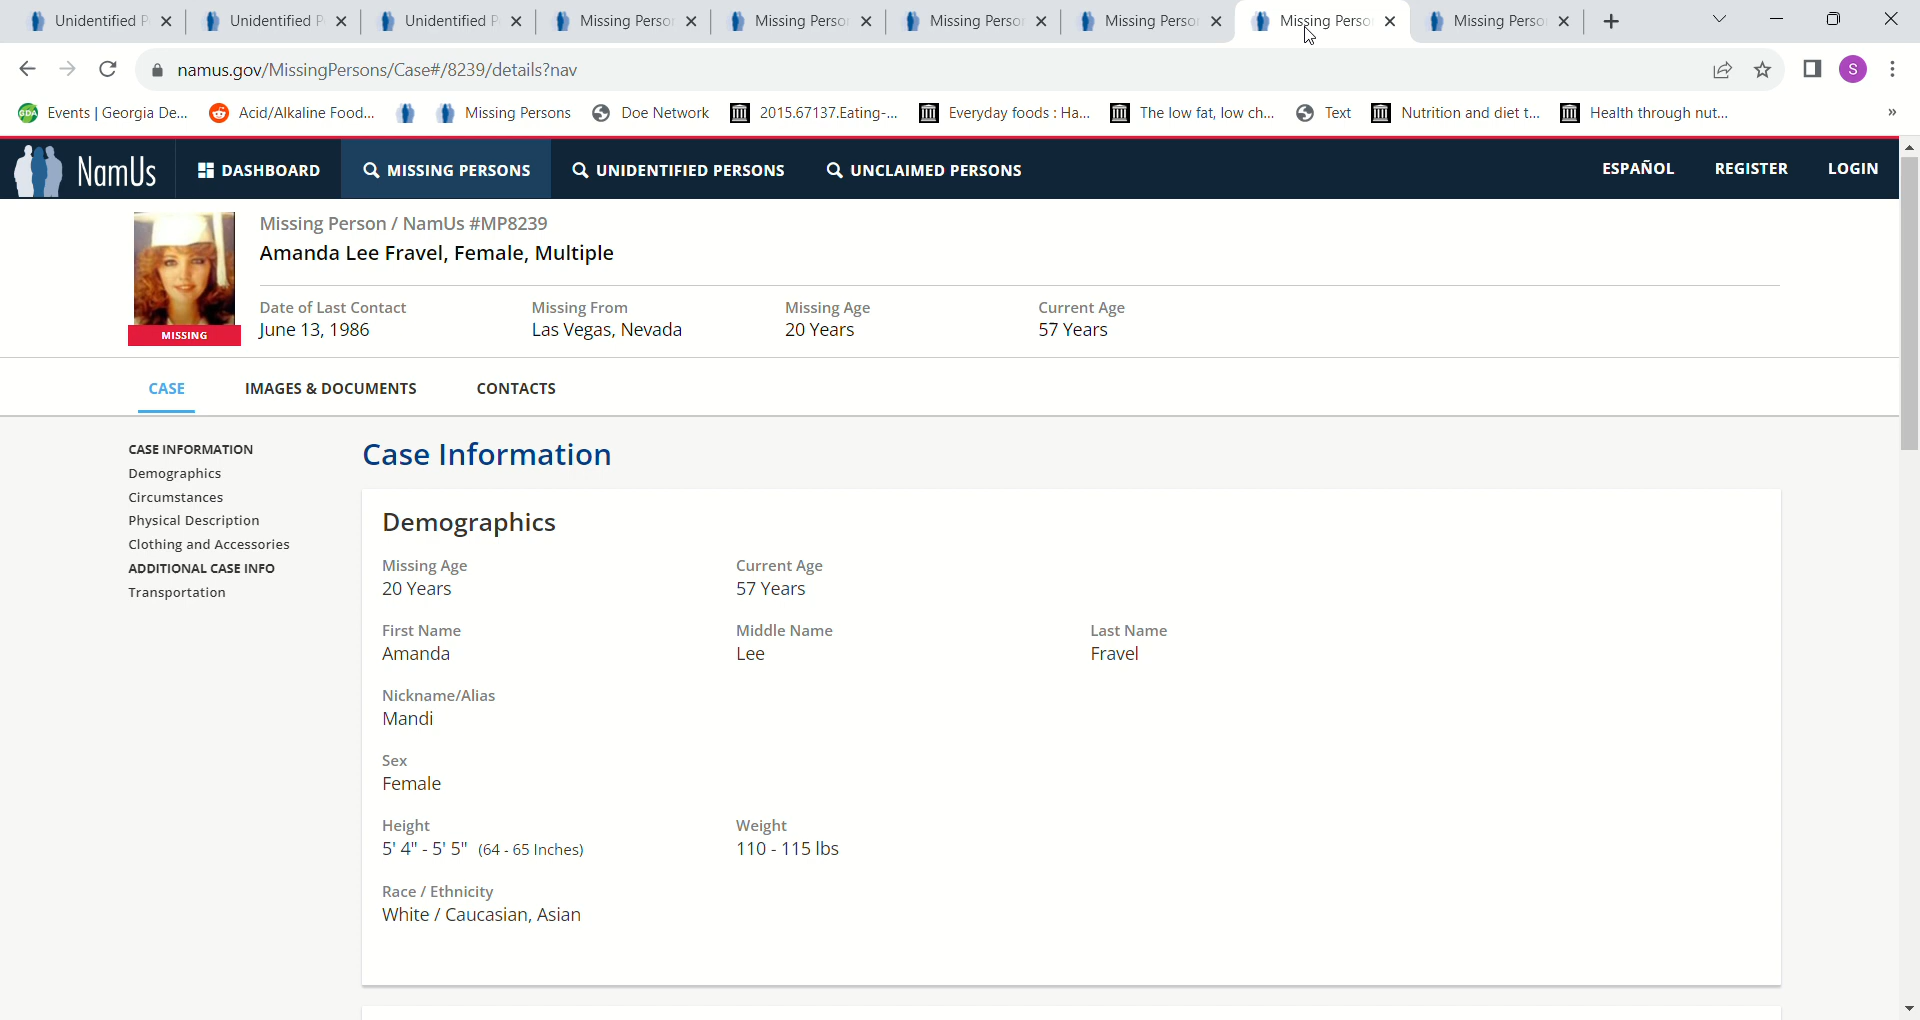 Unidentified P Unidentified P Unidentified P Missing Perso Missing Perso Missing Perso Missing Perso Missing Perso Missing Perso
namus.gov/MissingPersons/Case#/8239/details?nav S
GDA Events | Georgia De... Acid/Alkaline Food... Missing Persons Doe Network 2015.67137.Eating-... Everyday foods : Ha... The low fat, low ch... Text Nutrition and diet t... Health through nut... »
NamUs DASHBOARD MISSING PERSONS UNIDENTIFIED PERSONS UNCLAIMED PERSONS ESPAÑOL REGISTER LOGIN
Missing Person / NamUs #MP8239
Amanda Lee Fravel, Female, Multiple
Date of Last Contact Missing From Missing Age Current Age
June 13, 1986 Las Vegas, Nevada 20 Years 57 Years
MISSING
CASE IMAGES & DOCUMENTS CONTACTS
CASE INFORMATION
Demographics
Circumstances
Physical Description
Clothing and Accessories
ADDITIONAL CASE INFO
Transportation
Case Information
Demographics
Missing Age Current Age
20 Years 57 Years
First Name Middle Name Last Name
Amanda Lee Fravel
Nickname/Alias
Mandi
Sex
Female
Height Weight
5' 4" - 5' 5" (64 - 65 Inches) 110 - 115 lbs
Race / Ethnicity
White / Caucasian, Asian